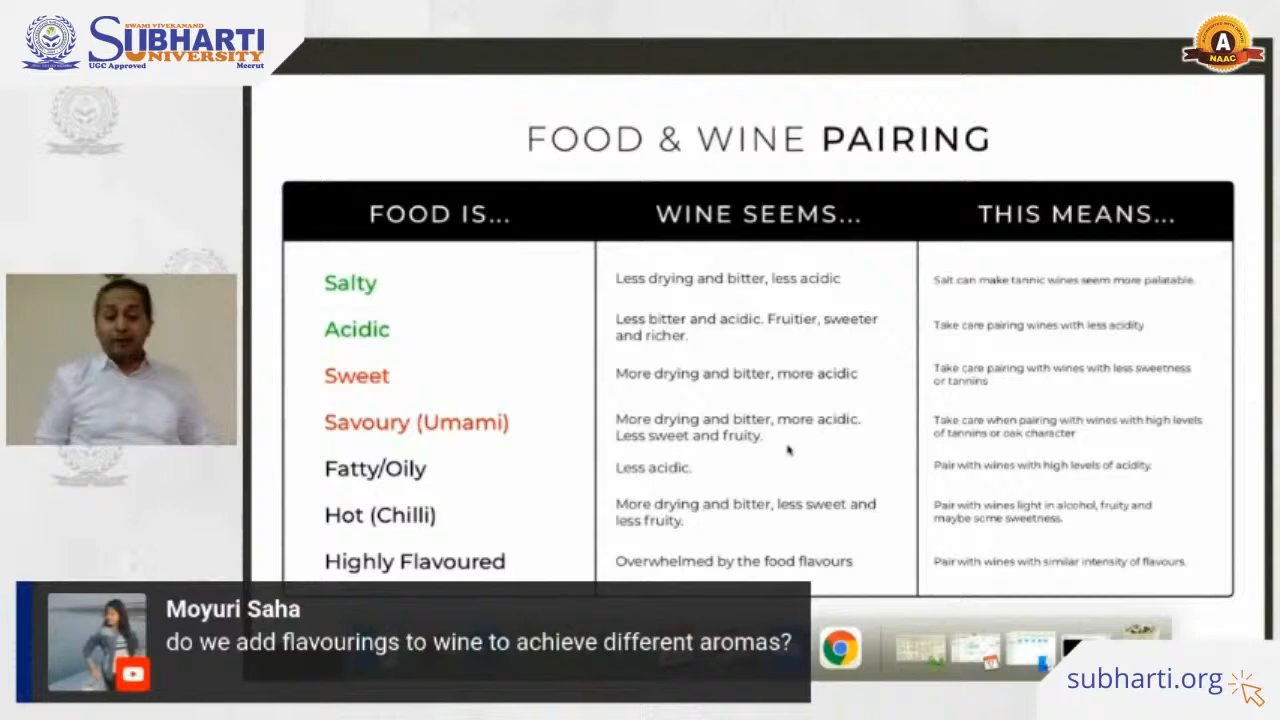 SWAMI VIVEKANAND
SUBHARTI
UNIVERSITY
UGC Approved Meerut
A
NAAC
FOOD & WINE PAIRING
FOOD IS... WINE SEEMS... THIS MEANS...
Salty Less drying and bitter, less acidic Salt can make tannic wines seem more palatable.
Acidic Less bitter and acidic. Fruitier, sweeter
and richer. Take care pairing wines with less acidity
Sweet More drying and bitter, more acidic Take care pairing with wines with less sweetness
or tannins
Savoury (Umami) More drying and bitter, more acidic.
Less sweet and fruity. Take care when pairing with wines with high levels
of tannins or oak character
Fatty/Oily Less acidic. Pair with wines with high levels of acidity.
Hot (Chilli) More drying and bitter, less sweet and
less fruity. Pair with wines light in alcohol, fruity and
maybe some sweetness.
Highly Flavoured Overwhelmed by the food flavours Pair with wines with similar intensity of flavours.
Moyuri Saha
do we add flavourings to wine to achieve different aromas?
subharti.org